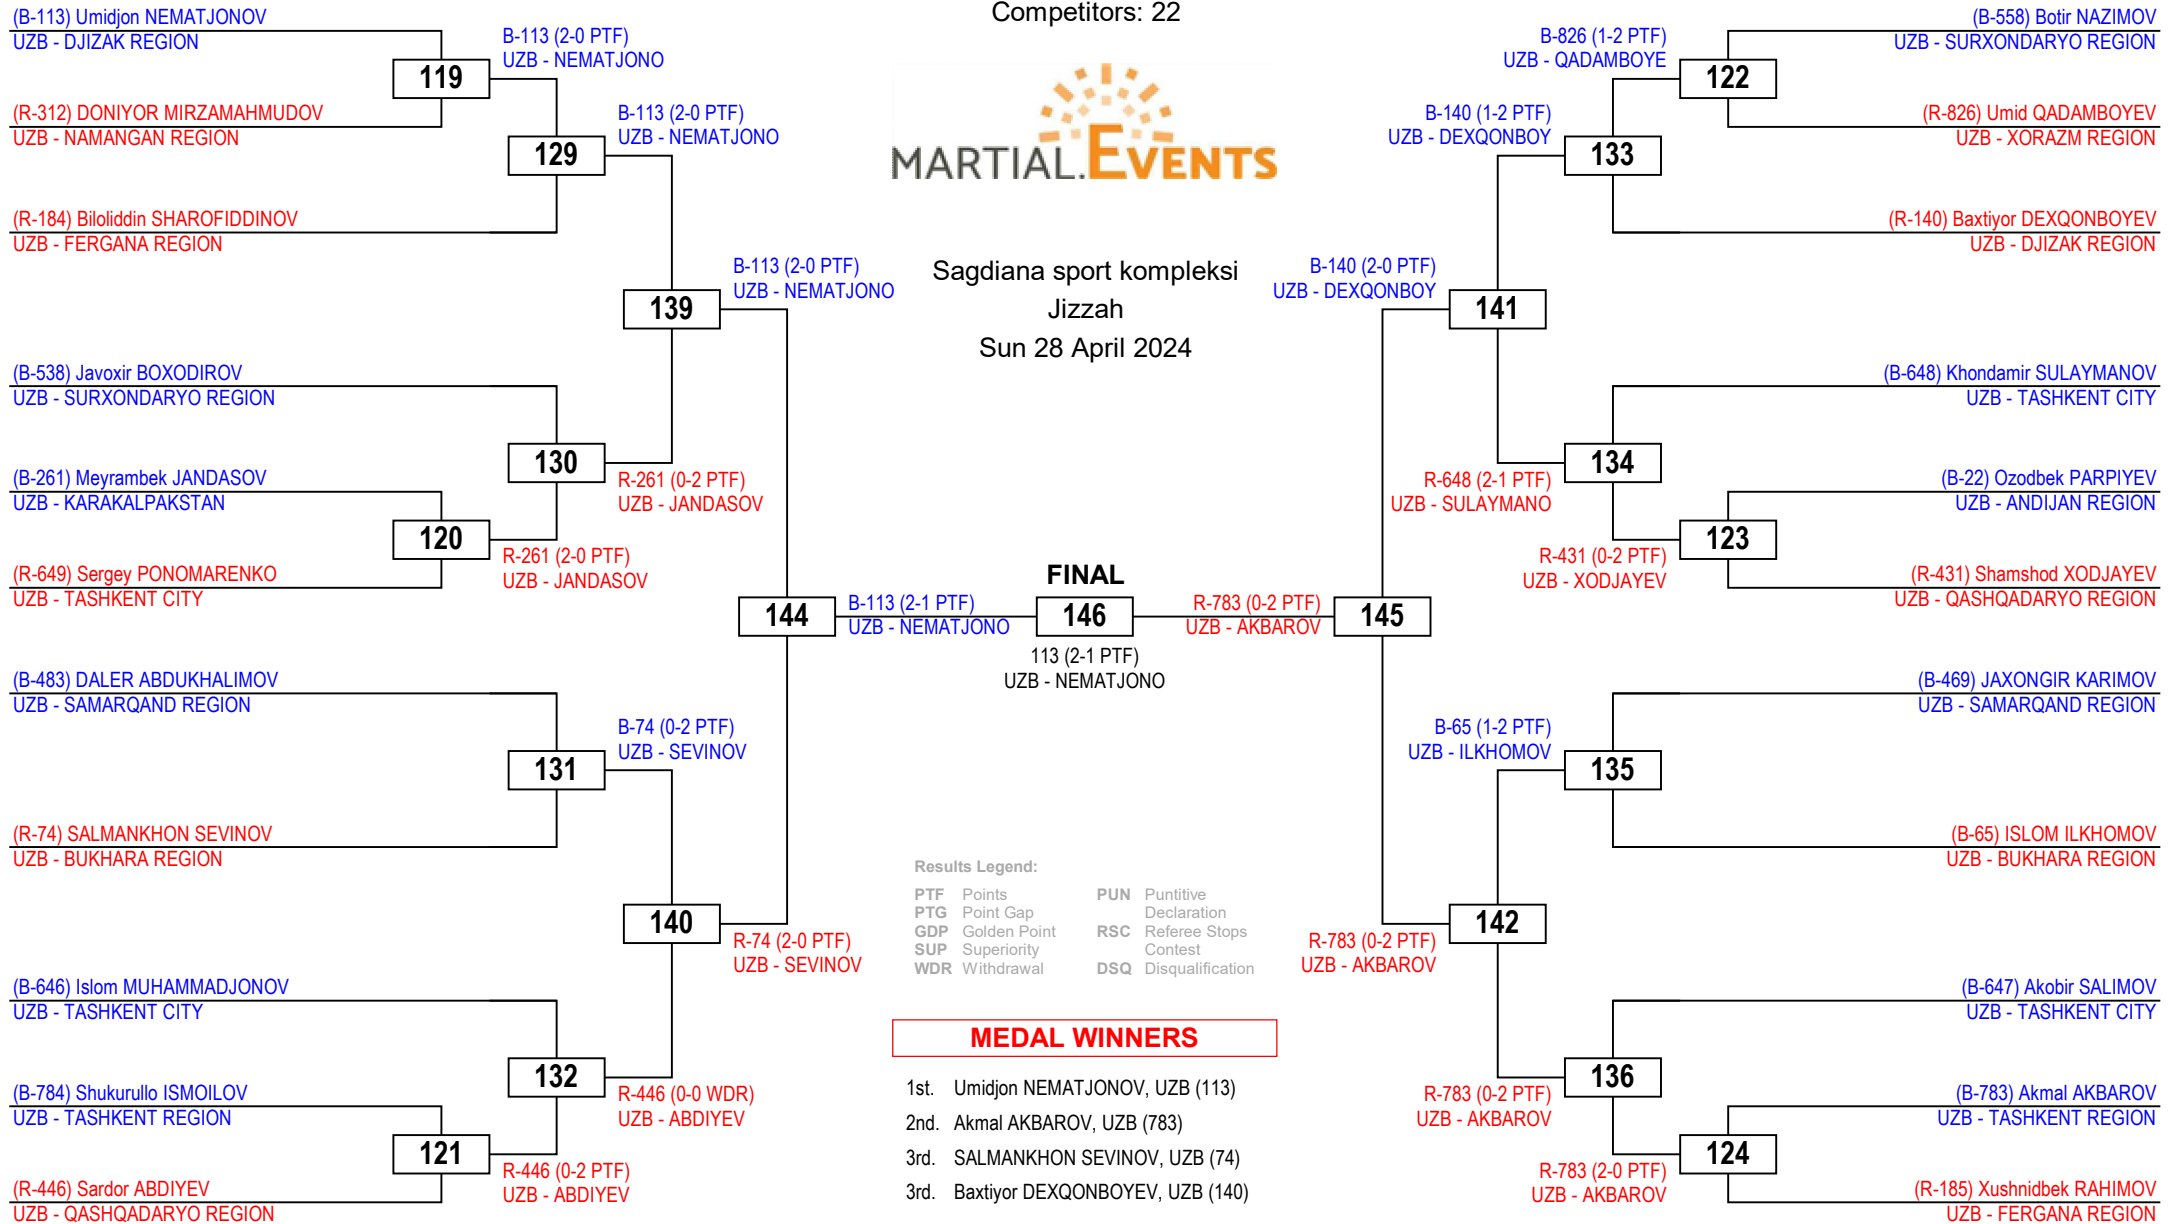 Competitors: 22
MARTIAL.EVENTS
Sagdiana sport kompleksi
Jizzah
Sun 28 April 2024
(B-113) Umidjon NEMATJONOV
UZB - DJIZAK REGION
(R-312) DONIYOR MIRZAMAHMUDOV
UZB - NAMANGAN REGION
(R-184) Biloliddin SHAROFIDDINOV
UZB - FERGANA REGION
(B-538) Javoxir BOXODIROV
UZB - SURXONDARYO REGION
(B-261) Meyrambek JANDASOV
UZB - KARAKALPAKSTAN
(R-649) Sergey PONOMARENKO
UZB - TASHKENT CITY
(B-483) DALER ABDUKHALIMOV
UZB - SAMARQAND REGION
(R-74) SALMANKHON SEVINOV
UZB - BUKHARA REGION
(B-646) Islom MUHAMMADJONOV
UZB - TASHKENT CITY
(B-784) Shukurullo ISMOILOV
UZB - TASHKENT REGION
(R-446) Sardor ABDIYEV
UZB - QASHQADARYO REGION
119
B-113 (2-0 PTF)
UZB - NEMATJONO
120
R-261 (2-0 PTF)
UZB - JANDASOV
121
R-446 (0-2 PTF)
UZB - ABDIYEV
129
B-113 (2-0 PTF)
UZB - NEMATJONO
130
R-261 (0-2 PTF)
UZB - JANDASOV
131
B-74 (0-2 PTF)
UZB - SEVINOV
132
R-446 (0-0 WDR)
UZB - ABDIYEV
139
B-113 (2-0 PTF)
UZB - NEMATJONO
140
R-74 (2-0 PTF)
UZB - SEVINOV
144
B-113 (2-1 PTF)
UZB - NEMATJONO
FINAL
146
113 (2-1 PTF)
UZB - NEMATJONO
R-783 (0-2 PTF)
UZB - AKBAROV
145
B-140 (2-0 PTF)
UZB - DEXQONBOY
141
R-783 (0-2 PTF)
UZB - AKBAROV
142
B-140 (1-2 PTF)
UZB - DEXQONBOY
133
R-648 (2-1 PTF)
UZB - SULAYMANO
134
B-65 (1-2 PTF)
UZB - ILKHOMOV
135
R-783 (0-2 PTF)
UZB - AKBAROV
136
B-826 (1-2 PTF)
UZB - QADAMBOYE
122
R-431 (0-2 PTF)
UZB - XODJAYEV
123
R-783 (2-0 PTF)
UZB - AKBAROV
124
(B-558) Botir NAZIMOV
UZB - SURXONDARYO REGION
(R-826) Umid QADAMBOYEV
UZB - XORAZM REGION
(R-140) Baxtiyor DEXQONBOYEV
UZB - DJIZAK REGION
(B-648) Khondamir SULAYMANOV
UZB - TASHKENT CITY
(B-22) Ozodbek PARPIYEV
UZB - ANDIJAN REGION
(R-431) Shamshod XODJAYEV
UZB - QASHQADARYO REGION
(B-469) JAXONGIR KARIMOV
UZB - SAMARQAND REGION
(B-65) ISLOM ILKHOMOV
UZB - BUKHARA REGION
(B-647) Akobir SALIMOV
UZB - TASHKENT CITY
(B-783) Akmal AKBAROV
UZB - TASHKENT REGION
(R-185) Xushnidbek RAHIMOV
UZB - FERGANA REGION
Results Legend:
PTF Points
PTG Point Gap
GDP Golden Point
SUP Superiority
WDR Withdrawal
PUN Puntitive
Declaration
RSC Referee Stops
Contest
DSQ Disqualification
MEDAL WINNERS
1st. Umidjon NEMATJONOV, UZB (113)
2nd. Akmal AKBAROV, UZB (783)
3rd. SALMANKHON SEVINOV, UZB (74)
3rd. Baxtiyor DEXQONBOYEV, UZB (140)